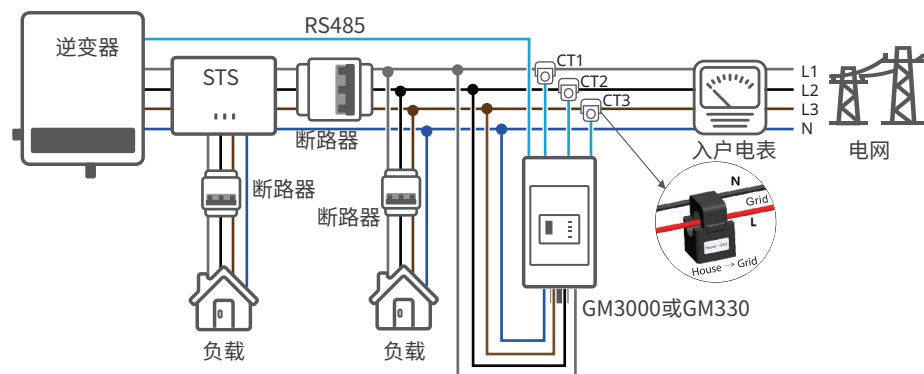 RS485
逆变器
STS
断路器
CT1
CT2
CT3
L1
L2
L3
N
入户电表
电网
断路器
断路器
N
Grid
L
House→Grid
House → Grid
GM3000或GM330
负载
负载